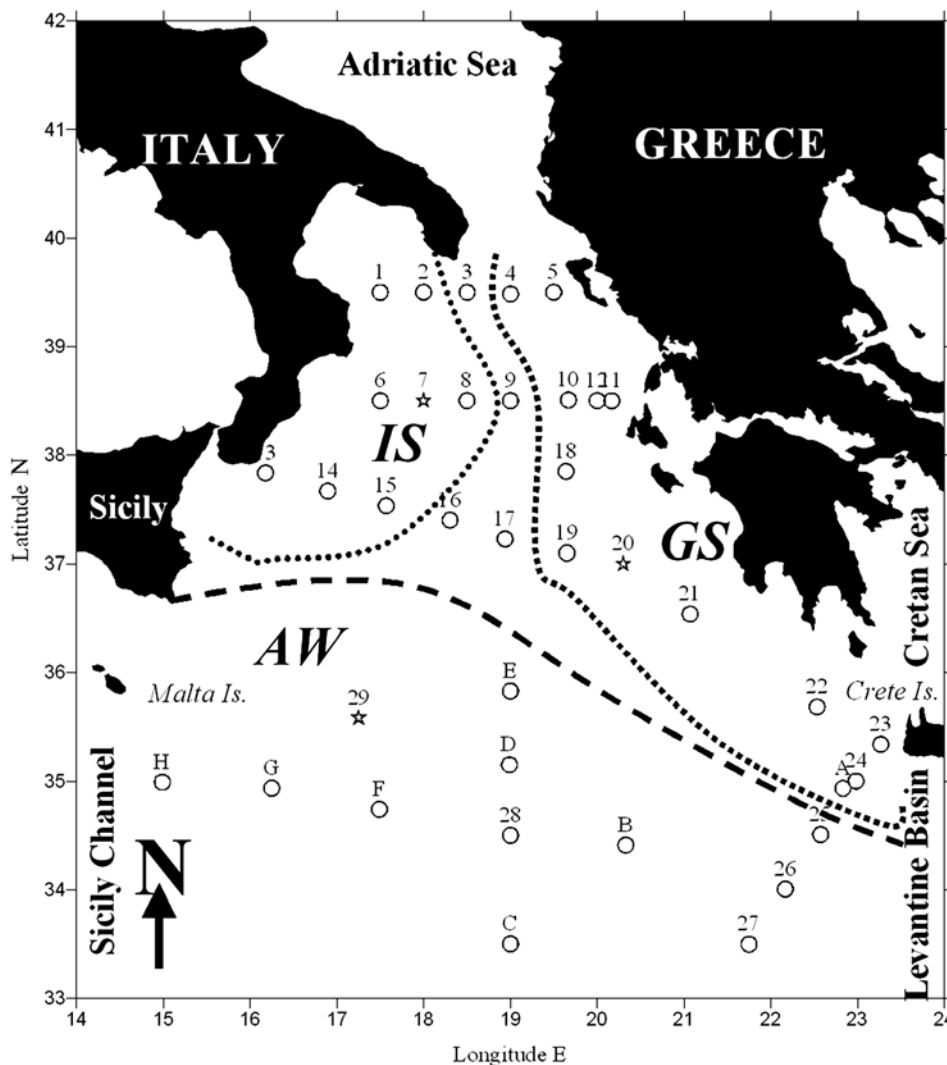 42
Adriatic Sea
ITALY
GREECE
41
40
1 2 3 4 5
39
6 7 8 9 10 12 11
IS
38
3 14 15 16 17 18
Sicily
19 20
GS
37
21
Cretan Sea
AW
36
E
Malta Is.
29
22
Crete Is.
23
35
H G F D A 24
28 B
Sicily Channel
N
34
26
C 27
Levantine Basin
33
14 15 16 17 18 19 20 21 22 23 24
Latitude N
Longitude E